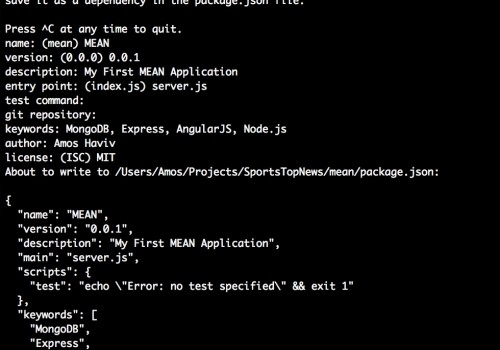 save it as a dependency in the package.json file.
Press ^C at any time to quit.
name: (mean) MEAN
version: (0.0.0) 0.0.1
description: My First MEAN Application
entry point: (index.js) server.js
test command:
git repository:
keywords: MongoDB, Express, AngularJS, Node.js
author: Amos Haviv
license: (ISC) MIT
About to write to /Users/Amos/Projects/SportsTopNews/mean/package.json:
{
"name": "MEAN",
"version": "0.0.1",
"description": "My First MEAN Application",
"main": "server.js",
"scripts": {
"test": "echo \"Error: no test specified\" && exit 1"
},
"keywords": [
"MongoDB",
"Express",